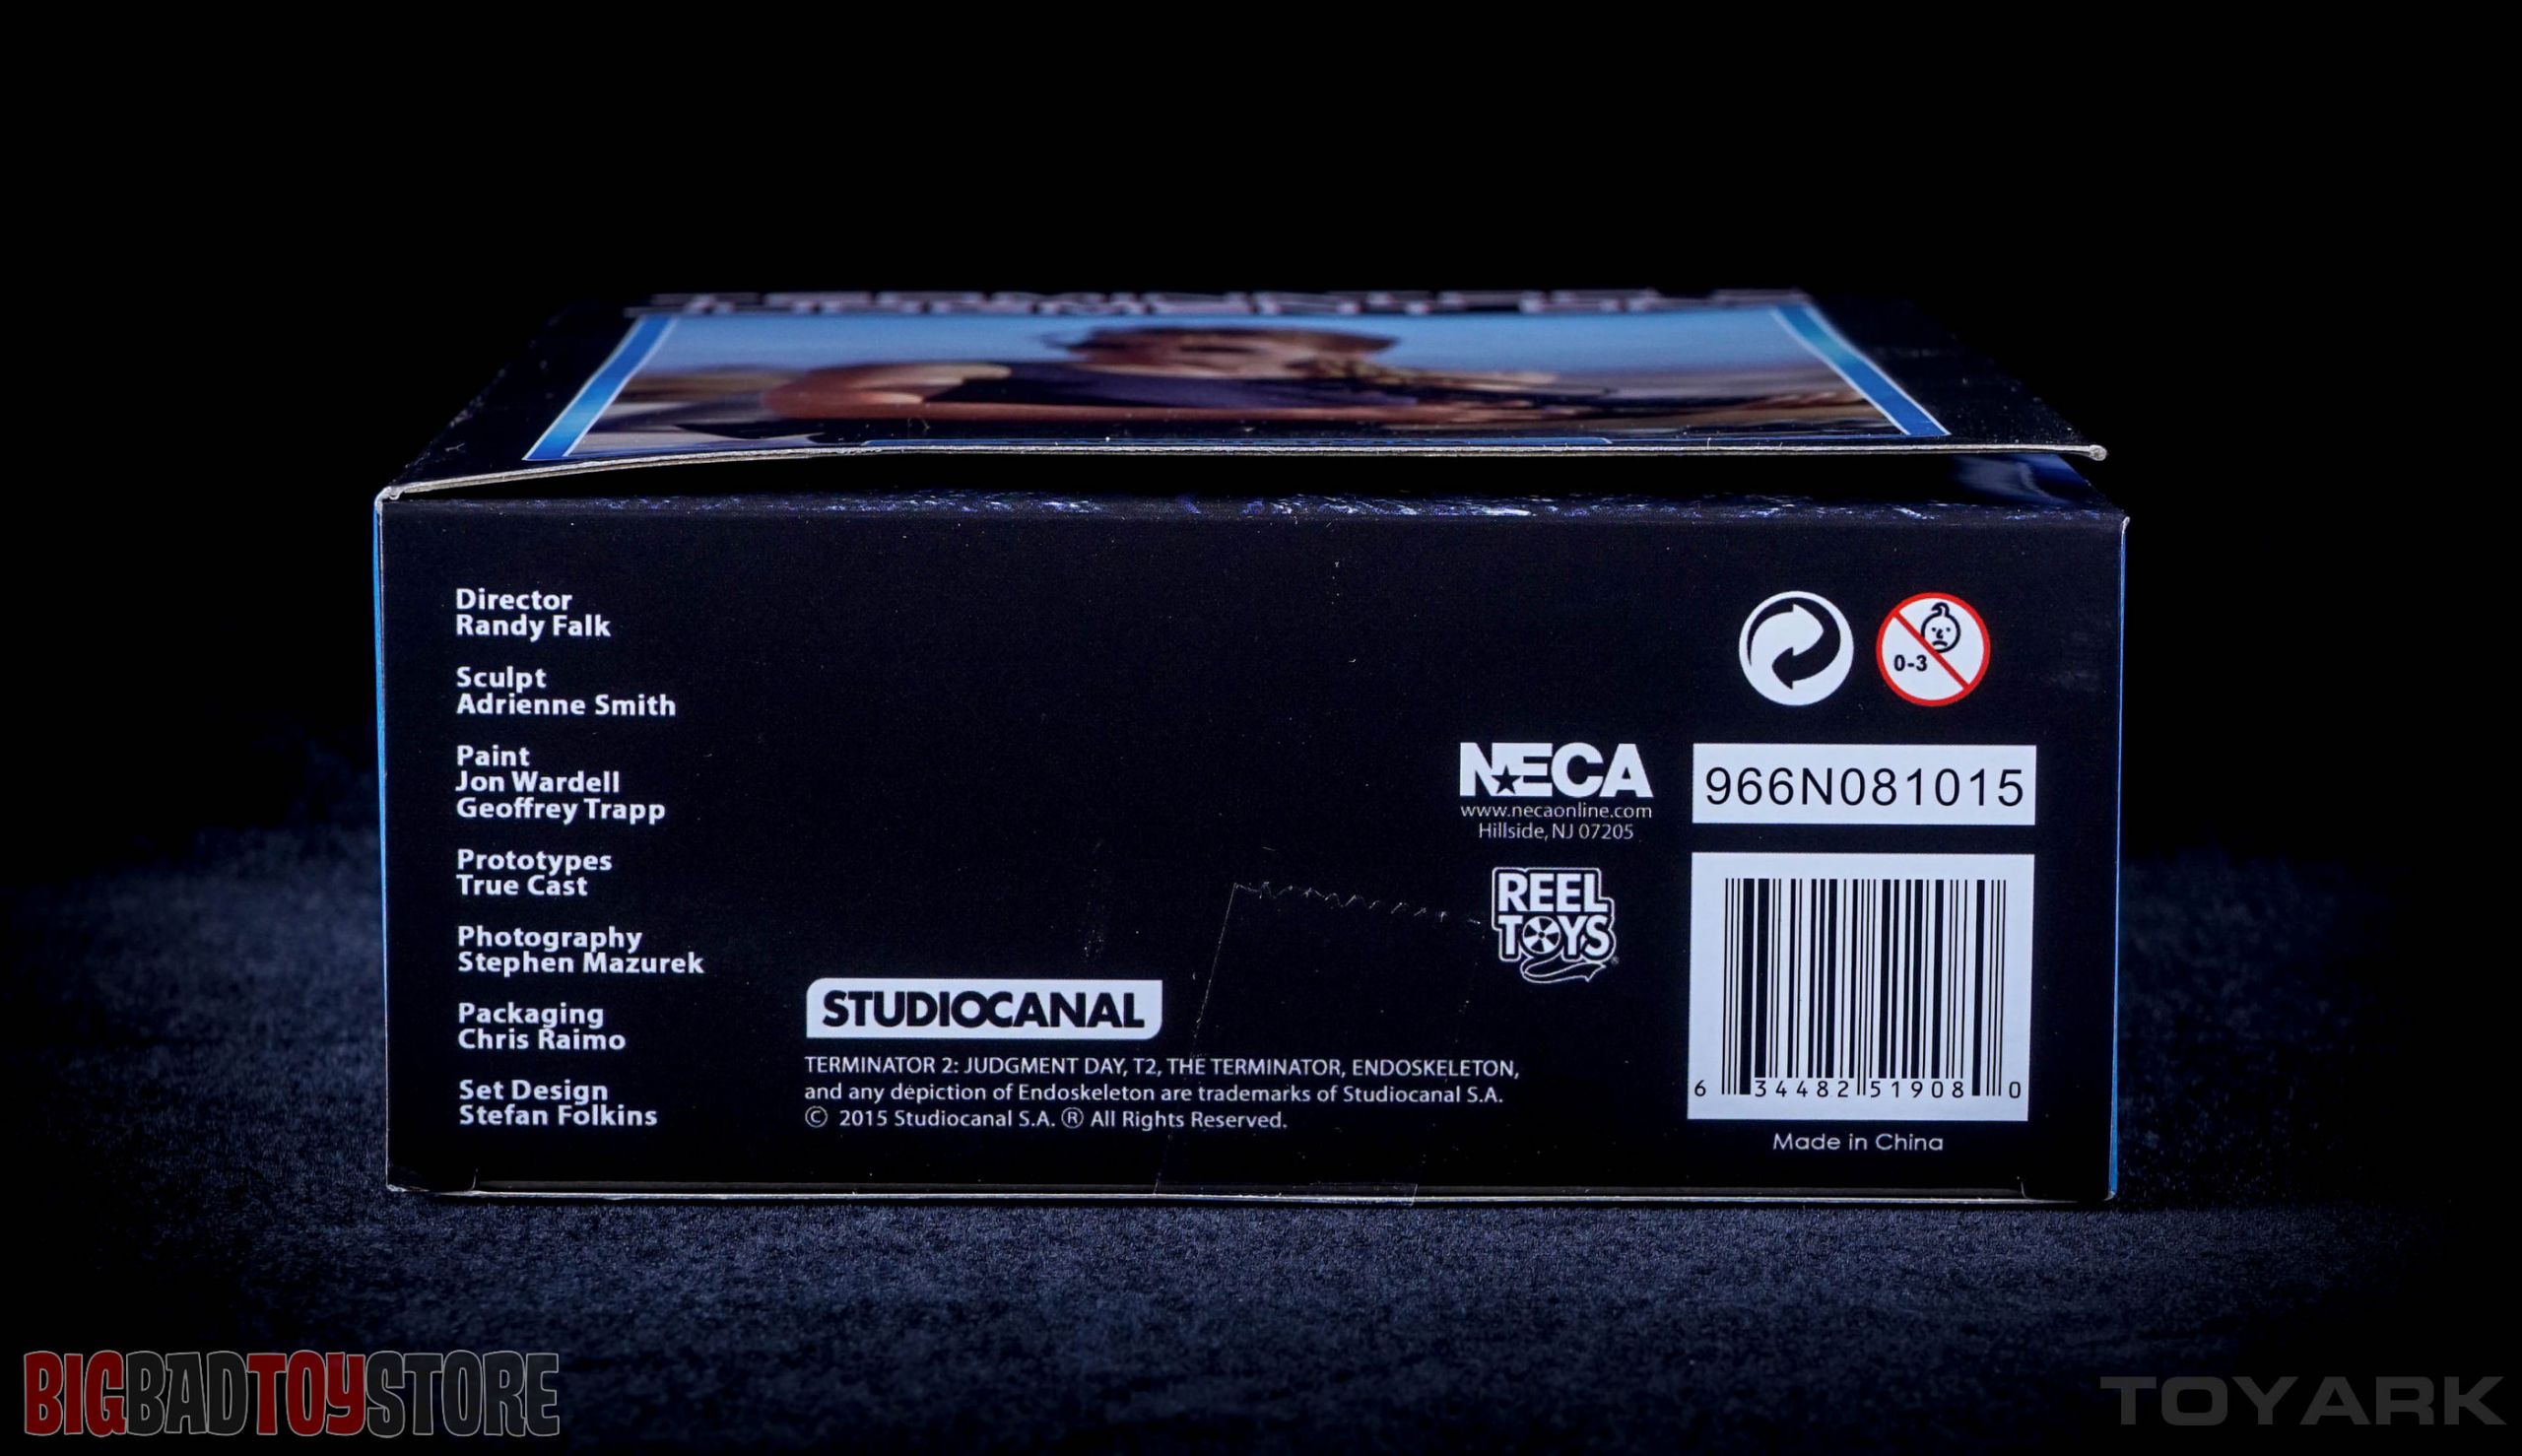 Director
Randy Falk
Sculpt
Adrienne Smith
Paint
Jon Wardell
Geoffrey Trapp
Prototypes
True Cast
Photography
Stephen Mazurek
Packaging
Chris Raimo
Set Design
Stefan Folkins
STUDIOCANAL
TERMINATOR 2: JUDGMENT DAY, T2, THE TERMINATOR, ENDOSKELETON,
and any depiction of Endoskeleton are trademarks of Studiocanal S.A.
© 2015 Studiocanal S.A. ® All Rights Reserved.
NECA
www.necaonline.com
Hillside, NJ 07205
REEL
TOYS®
0-3
966N081015
6 34482 51908 0
Made in China
BIGBADTOYSTORE
TOYARK